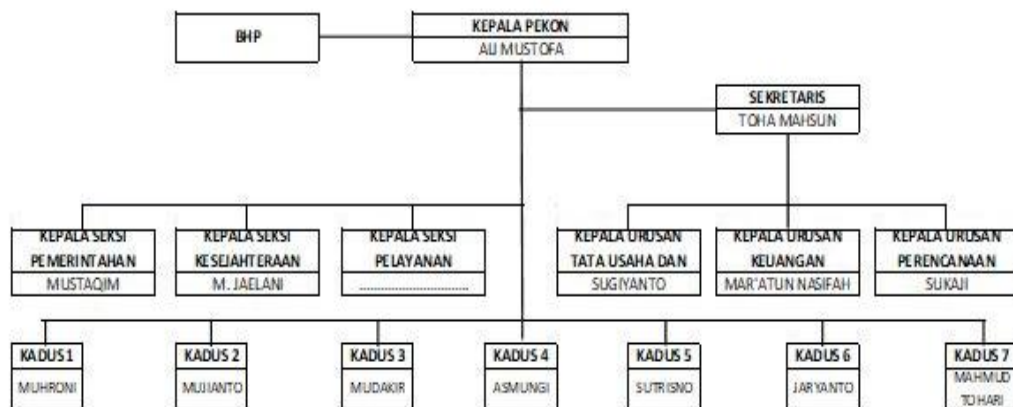 BHP
KEPALA PEKON
ALI MUSTOFA
SEKRETARIS
TOHA MAHSUN
KEPALA SEKSI
PEMERINTAHAN
MUSTAQIM
KEPALA SEKSI
KESEJAHTERAAN
M. JAELANI
KEPALA SEKSI
PELAYANAN
................................
KEPALA URUSAN
TATA USAHA DAN
SUGIYANTO
KEPALA URUSAN
KEUANGAN
MAR'ATUN NASIFAH
KEPALA URUSAN
PERENCANAAN
SUKAJI
KADUS 1
MUHRONI
KADUS 2
MUJIANTO
KADUS 3
MUDAKIR
KADUS 4
ASMUNGI
KADUS 5
SUTRISNO
KADUS 6
JARYANTO
KADUS 7
MAHMUD
TOHARI